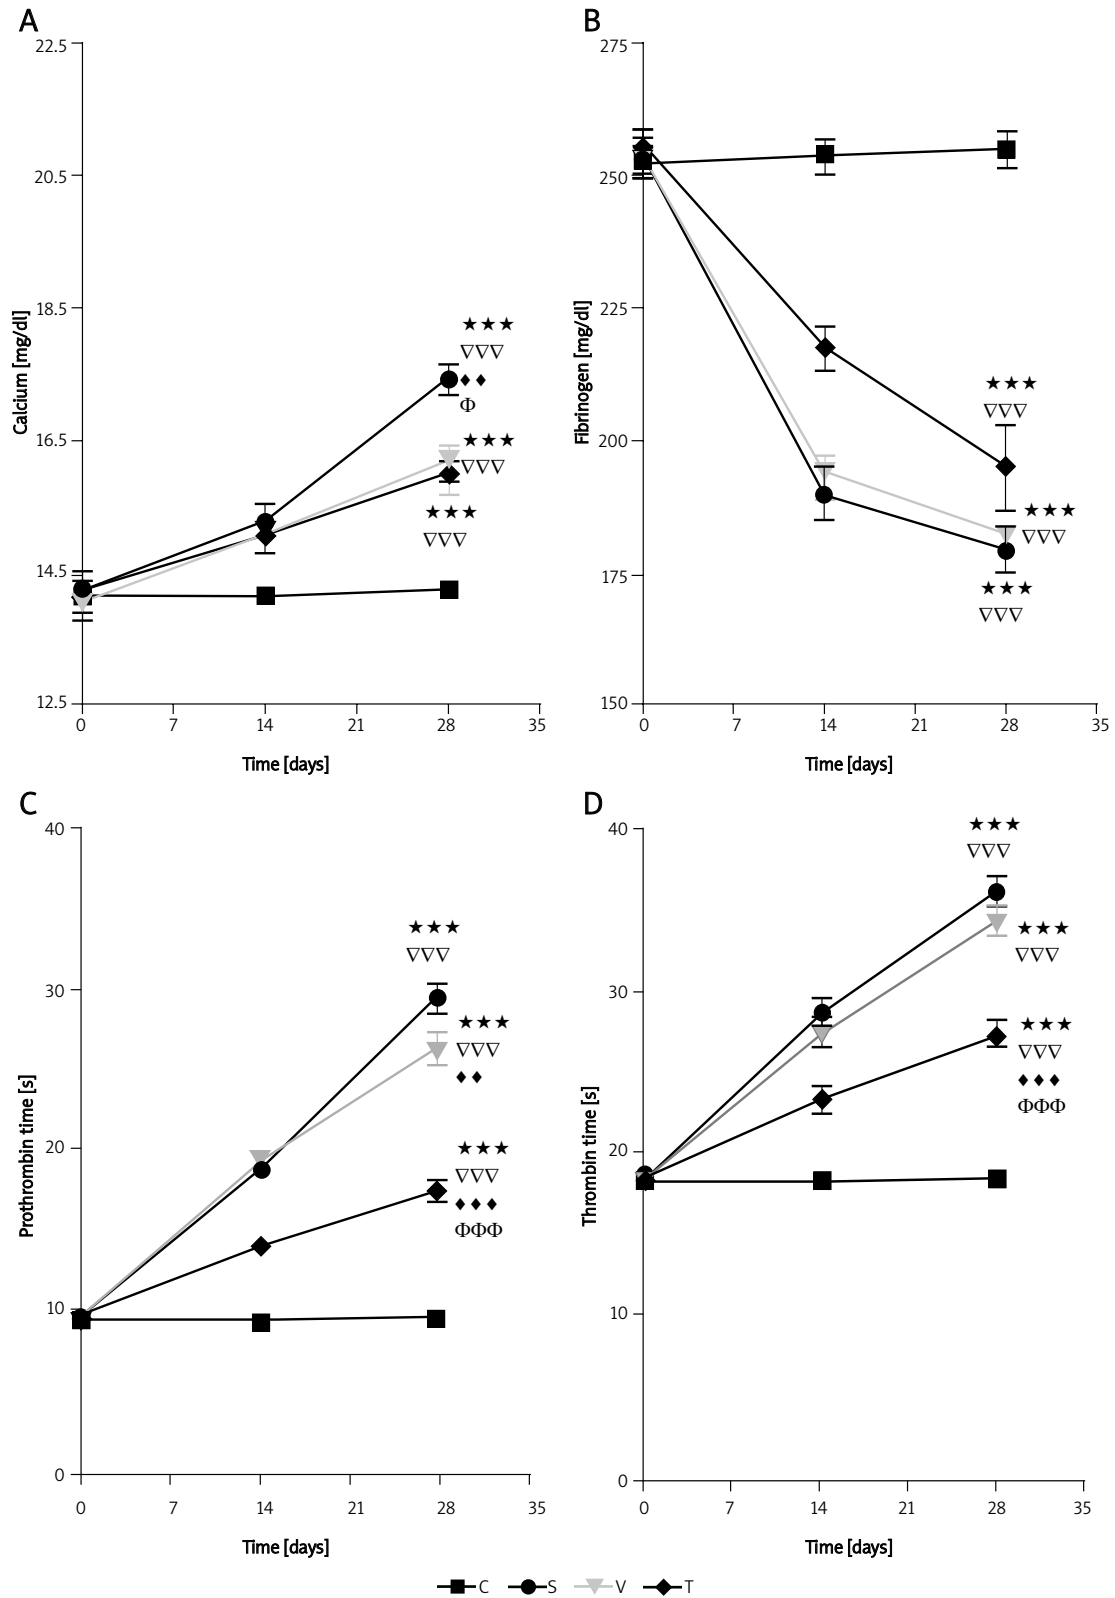 A
22.5
20.5
18.5
16.5
14.5
12.5
Calcium [mg/dl]
★★★
▽▽▽
♦♦
Φ
★★★
▽▽▽
★★★
▽▽▽
0 7 14 21 28 35
Time [days]
B
275
250
225
200
175
150
Fibrinogen [mg/dl]
★★★
▽▽▽
★★★
▽▽▽
★★★
▽▽▽
0 7 14 21 28 35
Time [days]
C
40
30
20
10
0
Prothrombin time [s]
★★★
▽▽▽
★★★
▽▽▽
♦♦
★★★
▽▽▽
♦♦♦
ΦΦΦ
0 7 14 21 28 35
Time [days]
D
40
30
20
10
0
Thrombin time [s]
★★★
▽▽▽
★★★
▽▽▽
★★★
▽▽▽
♦♦♦
ΦΦΦ
0 7 14 21 28 35
Time [days]
C S V T